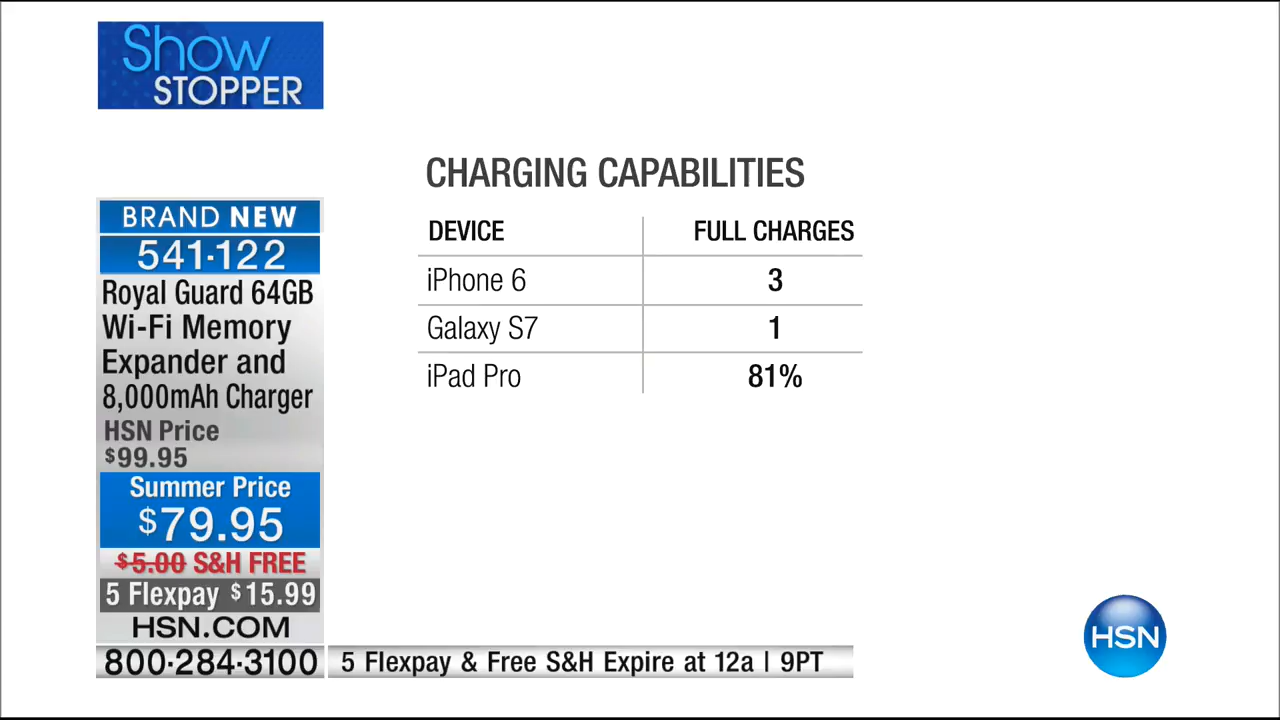 Show
STOPPER
BRAND NEW
541·122
Royal Guard 64GB
Wi-Fi Memory
Expander and
8,000mAh Charger
HSN Price
$99.95
Summer Price
$79.95
$5.00 S&H FREE
5 Flexpay $15.99
HSN.COM
800·284·3100
CHARGING CAPABILITIES
DEVICE FULL CHARGES
iPhone 6 3
Galaxy S7 1
iPad Pro 81%
5 Flexpay & Free S&H Expire at 12a | 9PT
HSN